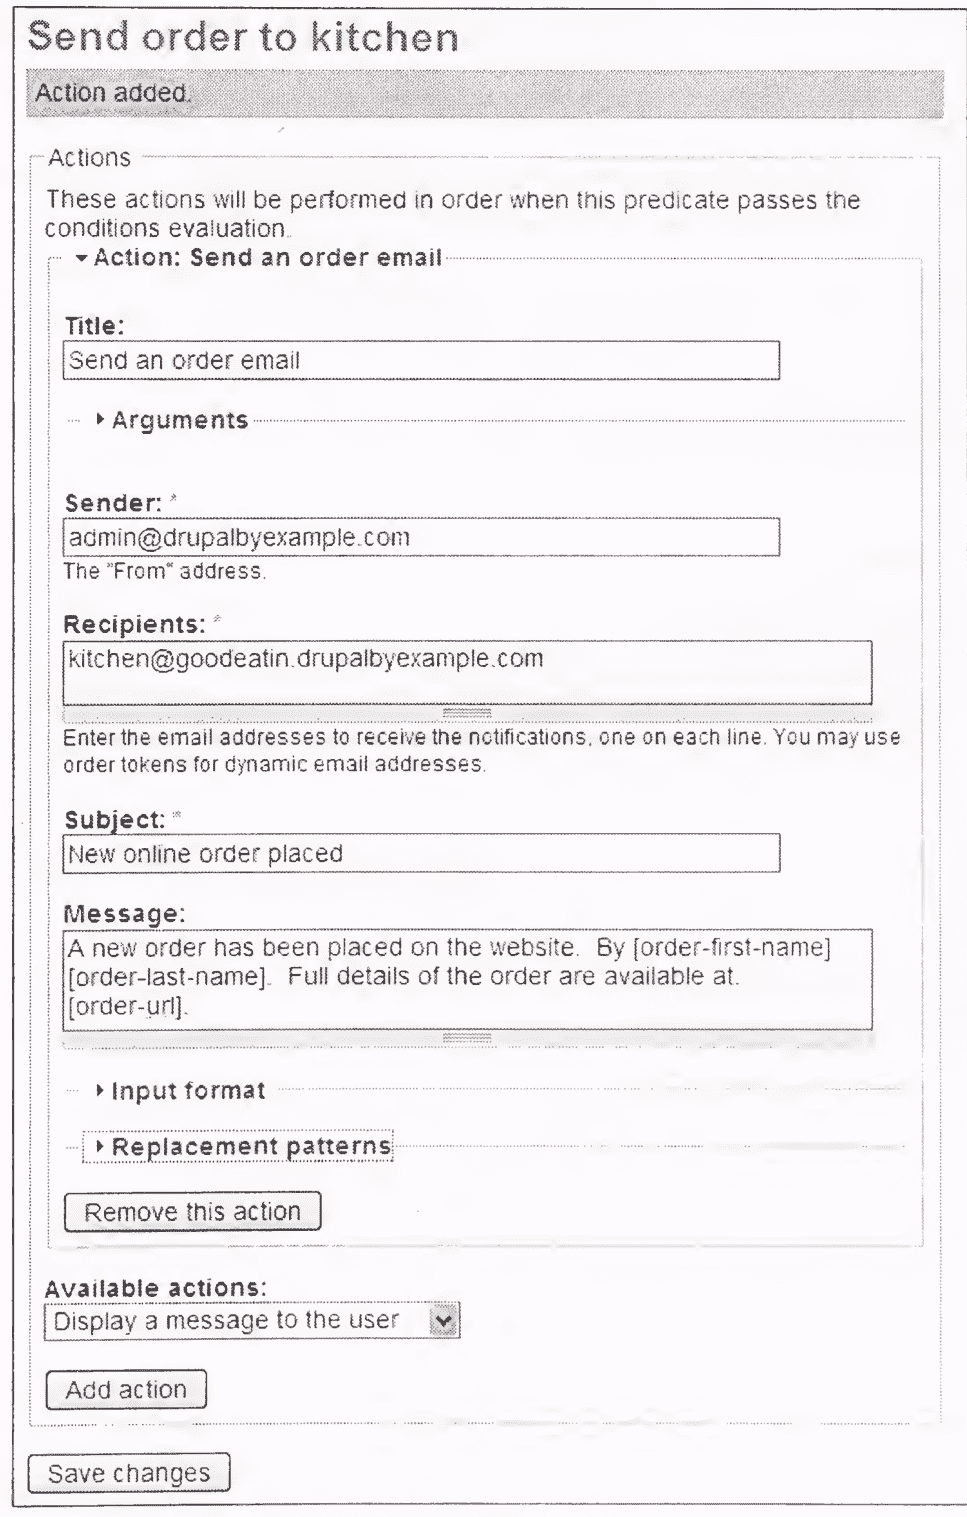 Send order to kitchen
Action added.
Actions
These actions will be performed in order when this predicate passes the
conditions evaluation.
Action: Send an order email
Title:
Send an order email
Arguments
Sender: *
admin@drupalbyexample.com
The "From" address.
Recipients: *
kitchen@goodeatin.drupalbyexample.com
Enter the email addresses to receive the notifications, one on each line. You may use
order tokens for dynamic email addresses.
Subject: *
New online order placed
Message:
A new order has been placed on the website.  By [order-first-name]
[order-last-name].  Full details of the order are available at.
[order-url].
Input format
Replacement patterns
Remove this action
Available actions:
Display a message to the user
Add action
Save changes